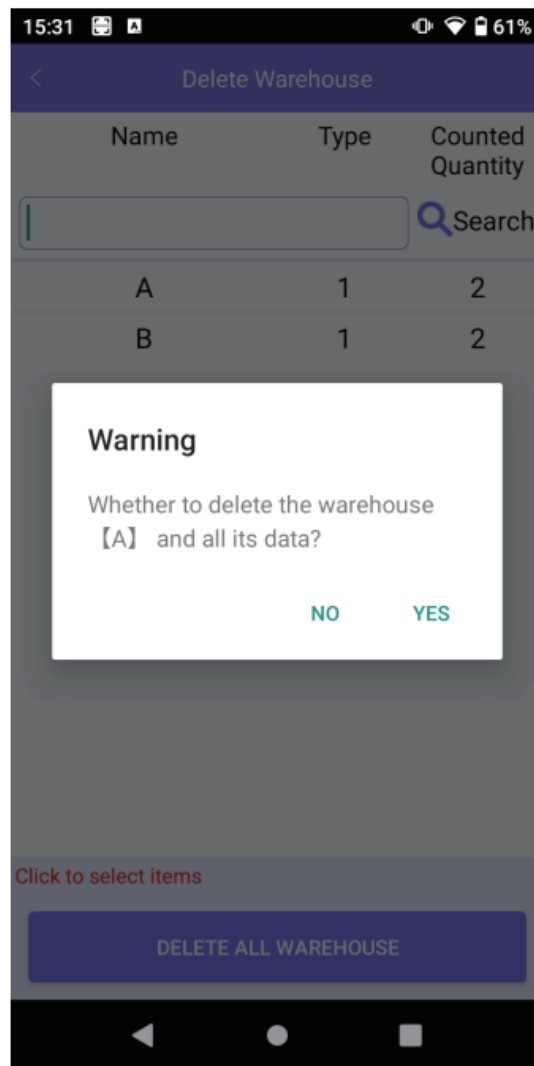 15:31 A 61%
Delete Warehouse
Name Type Counted Quantity
Search
A 1 2
B 1 2
Warning
Whether to delete the warehouse
【A】 and all its data?
NO YES
Click to select items
DELETE ALL WAREHOUSE